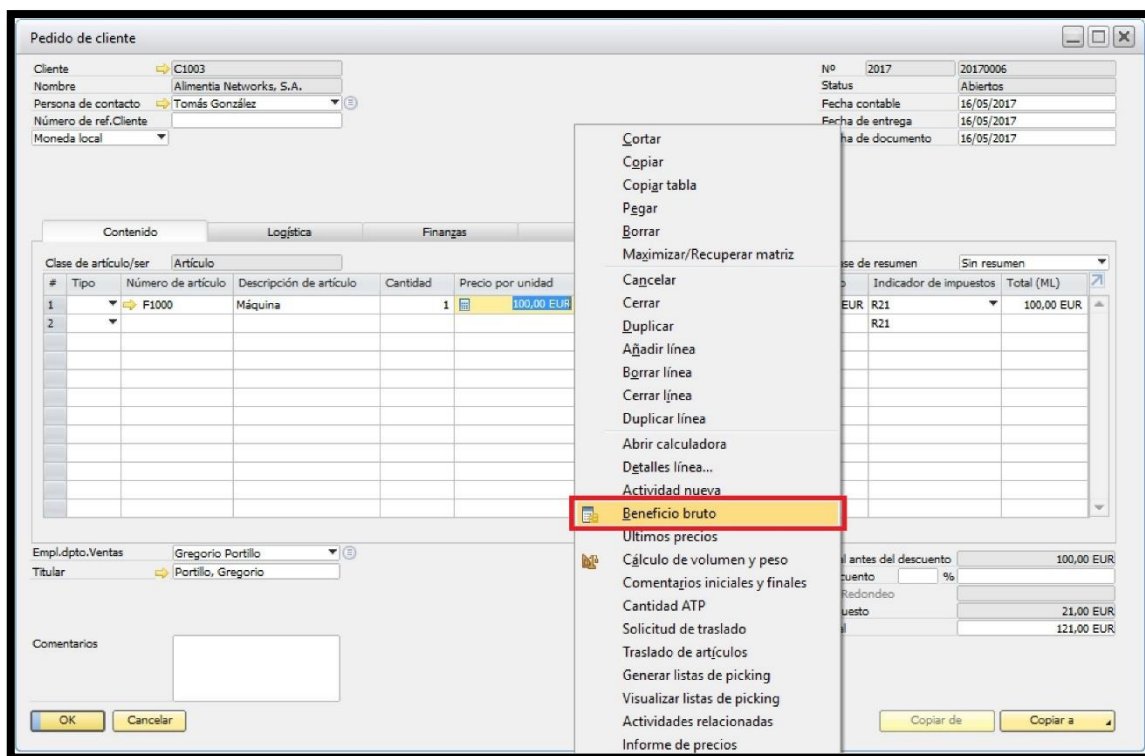 Pedido de cliente
Cliente C1003
Nombre Alimentia Networks, S.A.
Persona de contacto Tomás González
Número de ref.Cliente
Moneda local
Nº 2017 20170006
Status Abiertos
Fecha contable 16/05/2017
Fecha de entrega 16/05/2017
ha de documento 16/05/2017
Contenido Logística Finanzas
Clase de artículo/ser Artículo
se de resumen Sin resumen
# Tipo Número de artículo Descripción de artículo Cantidad Precio por unidad Indicador de impuestos Total (ML)
1 F1000 Máquina 1 100,00 EUR EUR R21 100,00 EUR
2 R21
Cortar
Copiar
Copiar tabla
Pegar
Borrar
Maximizar/Recuperar matriz
Cancelar
Cerrar
Duplicar
Añadir línea
Borrar línea
Cerrar línea
Duplicar línea
Abrir calculadora
Detalles línea...
Actividad nueva
Beneficio bruto
Últimos precios
Cálculo de volumen y peso
Comentarios iniciales y finales
Cantidad ATP
Solicitud de traslado
Traslado de artículos
Generar listas de picking
Visualizar listas de picking
Actividades relacionadas
Informe de precios
Empl.dpto.Ventas Gregorio Portillo
Titular Portillo, Gregorio
l antes del descuento 100,00 EUR
cuento %
Redondeo
uesto 21,00 EUR
al 121,00 EUR
Comentarios
OK Cancelar Copiar de Copiar a